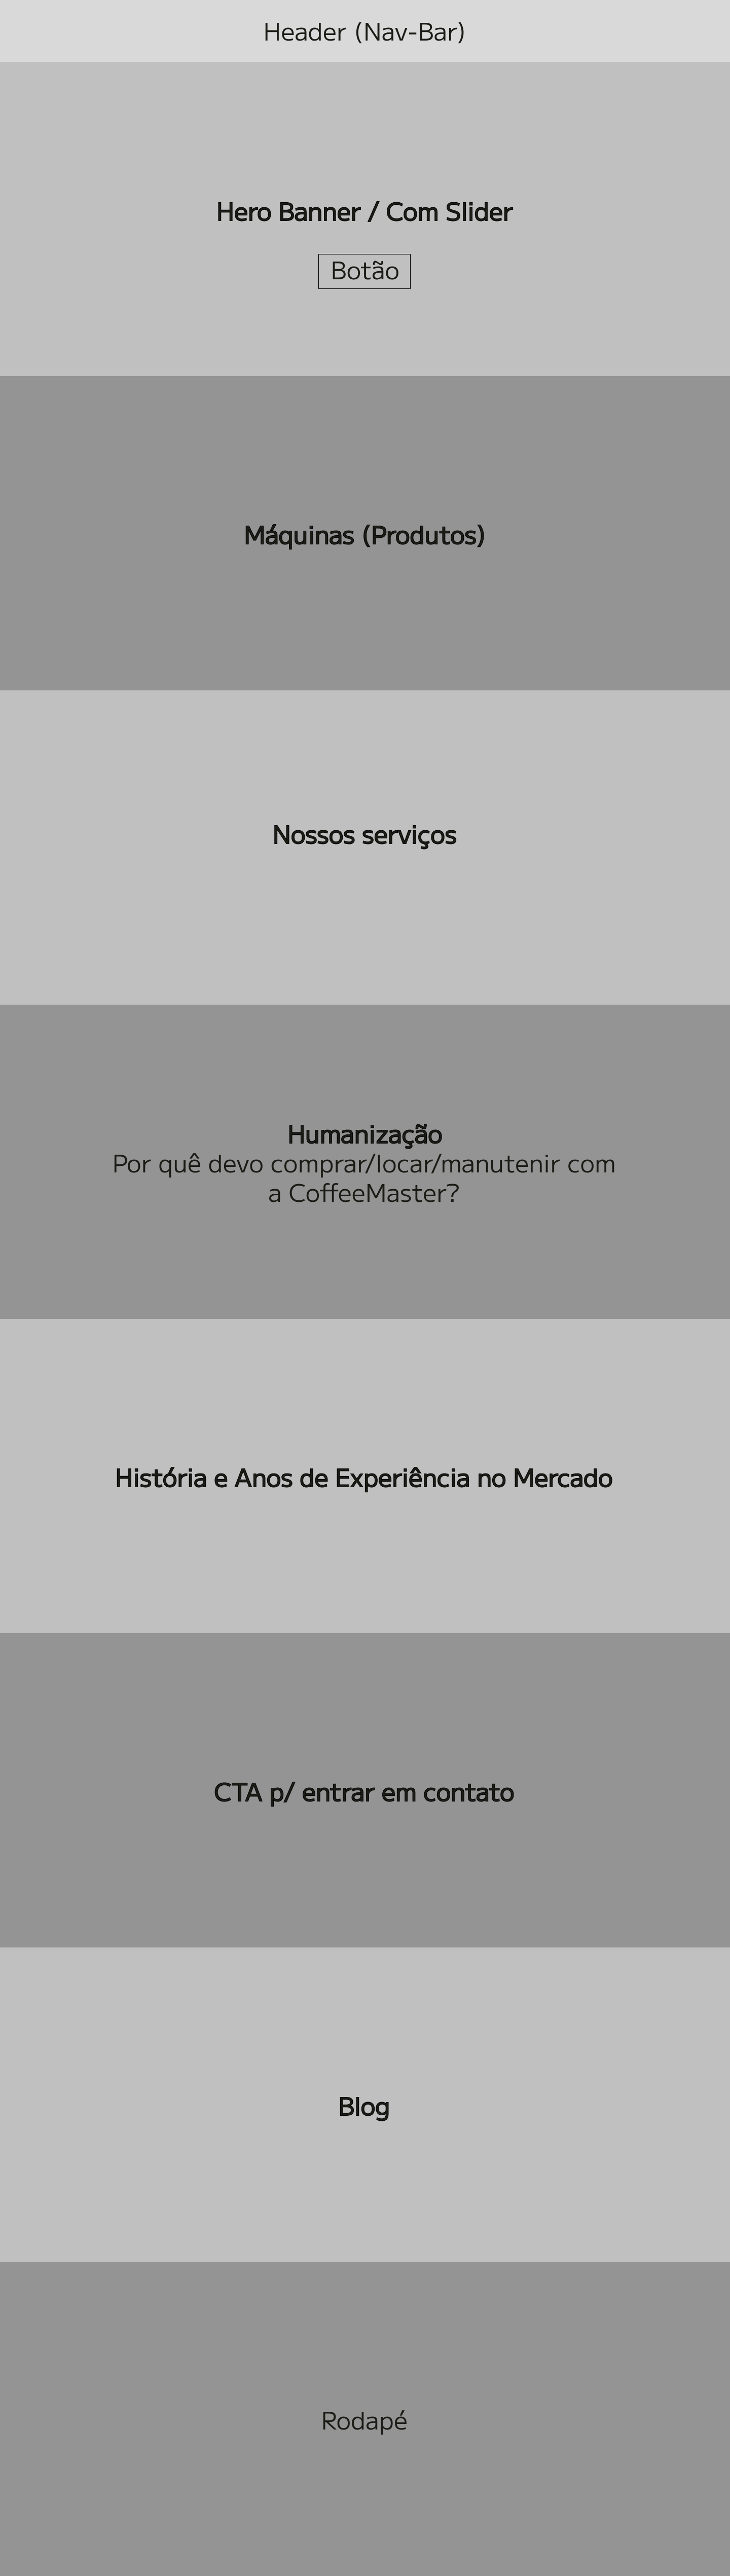 Header (Nav-Bar)
Hero Banner / Com Slider
Botão
Máquinas (Produtos)
Nossos serviços
Humanização
Por quê devo comprar/locar/manutenir com
a CoffeeMaster?
História e Anos de Experiência no Mercado
CTA p/ entrar em contato
Blog
Rodapé